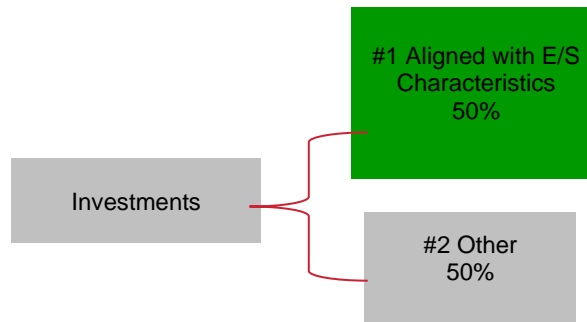 #1 Aligned with E/S
Characteristics
50%
Investments
#2 Other
50%